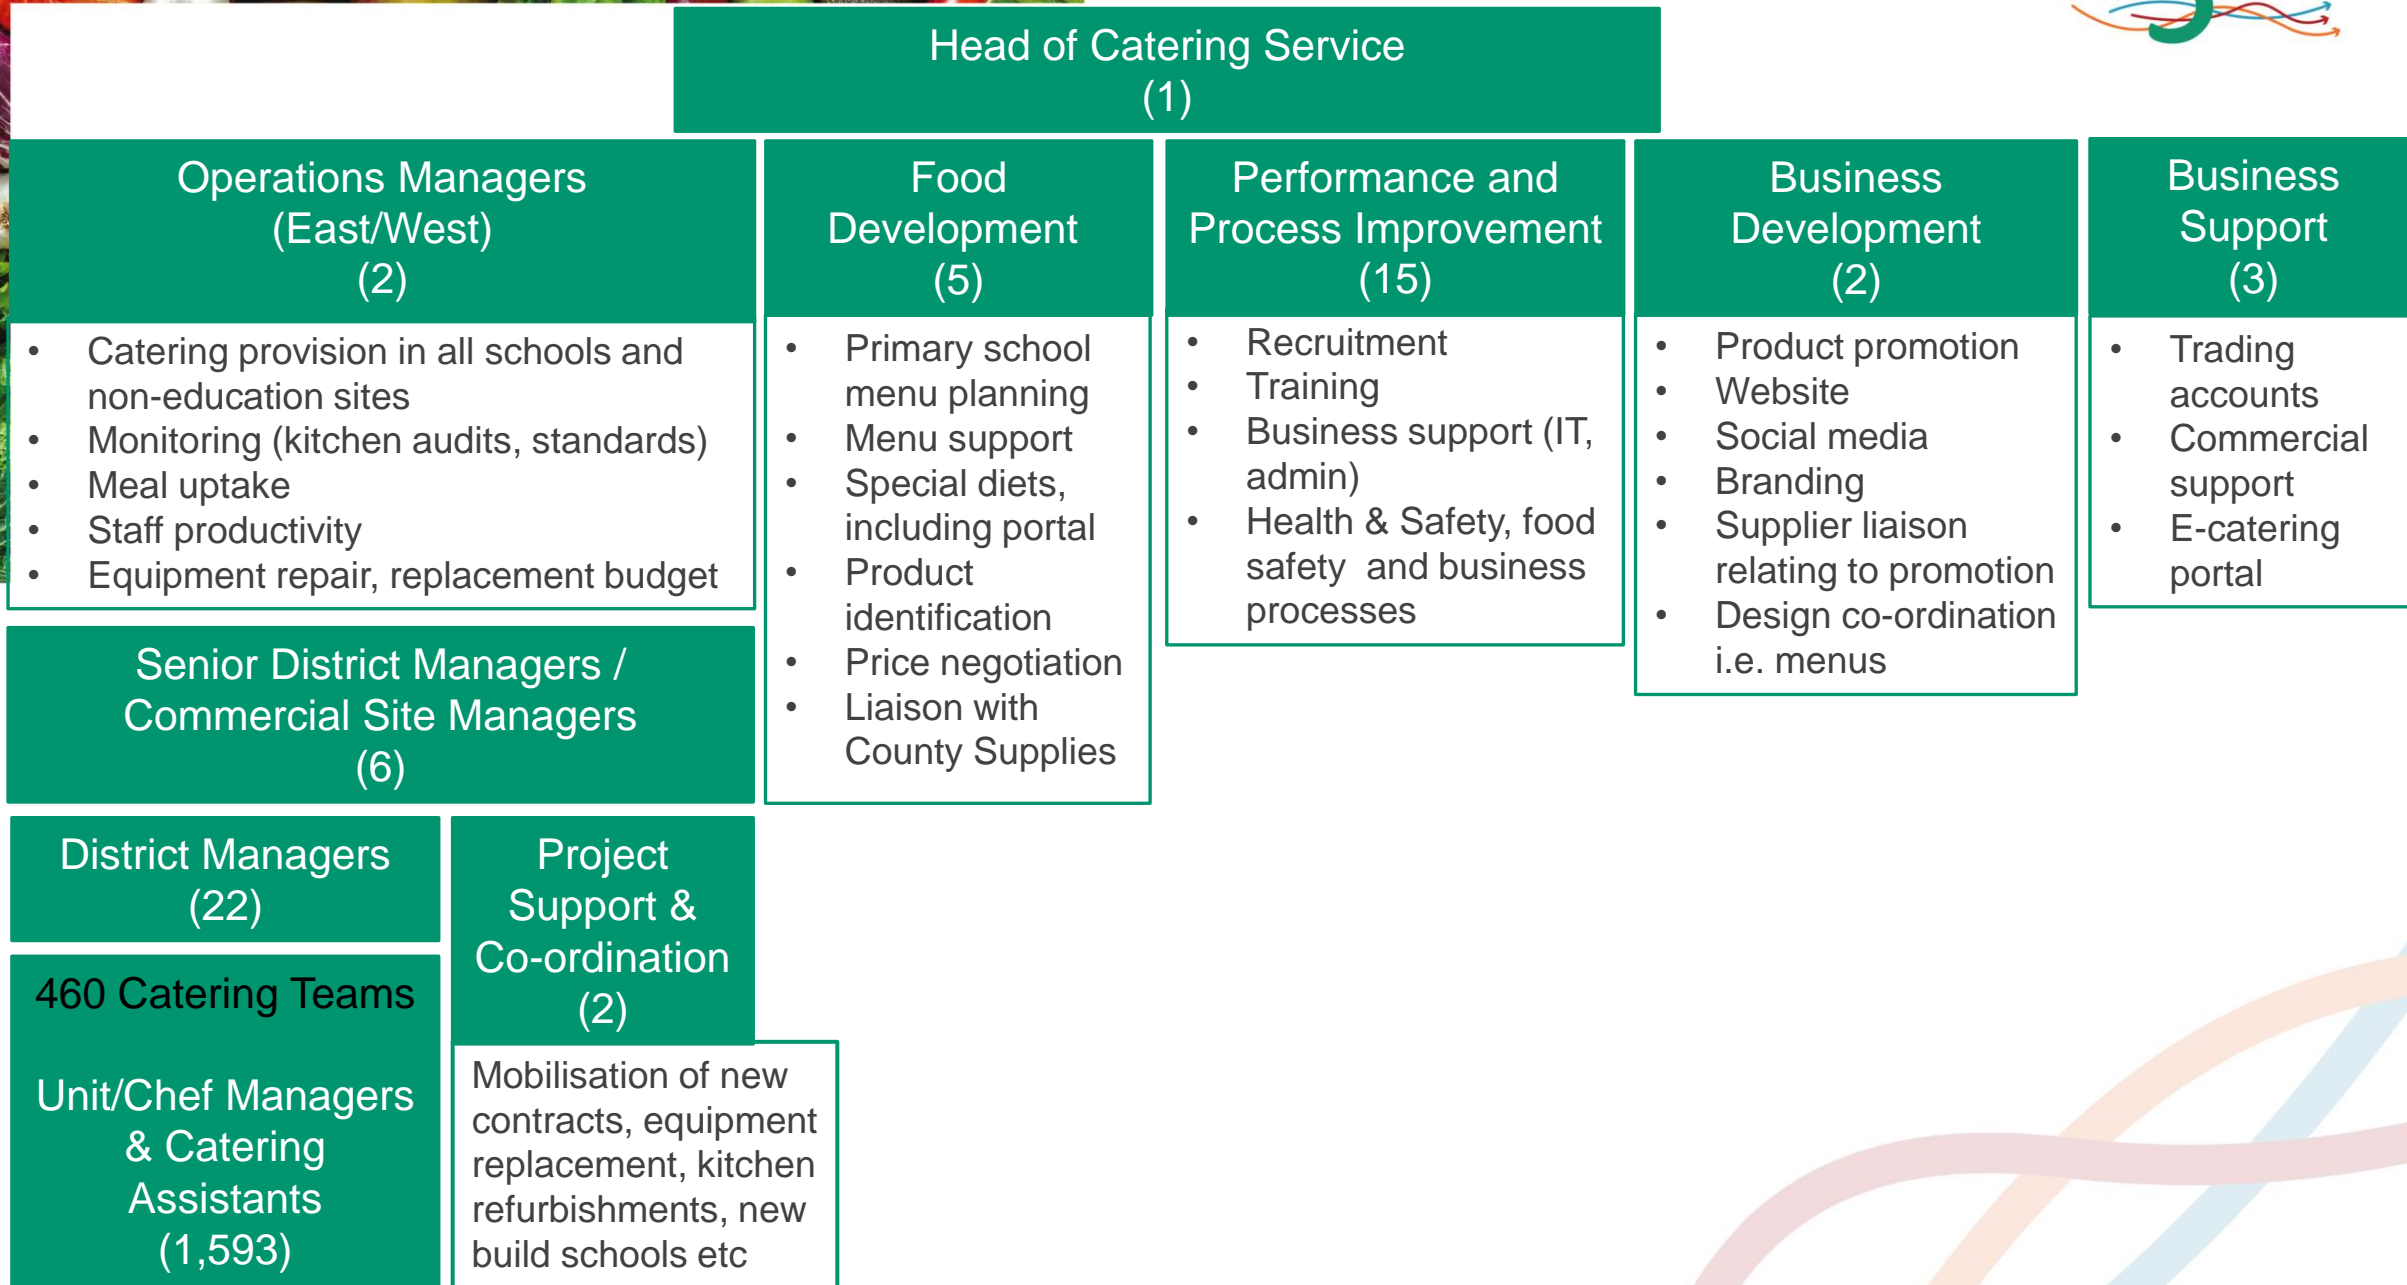 Head of Catering Service
(1)
Operations Managers
(East/West)
(2)
• Catering provision in all schools and
non-education sites
• Monitoring (kitchen audits, standards)
• Meal uptake
• Staff productivity
• Equipment repair, replacement budget
Senior District Managers /
Commercial Site Managers
(6)
District Managers
(22)
460 Catering Teams
Unit/Chef Managers
& Catering
Assistants
(1,593)
Project
Support &
Co-ordination
(2)
Mobilisation of new
contracts, equipment
replacement, kitchen
refurbishments, new
build schools etc
Food
Development
(5)
• Primary school
menu planning
• Menu support
• Special diets,
including portal
• Product
identification
• Price negotiation
• Liaison with
County Supplies
Performance and
Process Improvement
(15)
• Recruitment
• Training
• Business support (IT,
admin)
• Health & Safety, food
safety  and business
processes
Business
Development
(2)
• Product promotion
• Website
• Social media
• Branding
• Supplier liaison
relating to promotion
• Design co-ordination
i.e. menus
Business
Support
(3)
• Trading
accounts
• Commercial
support
• E-catering
portal